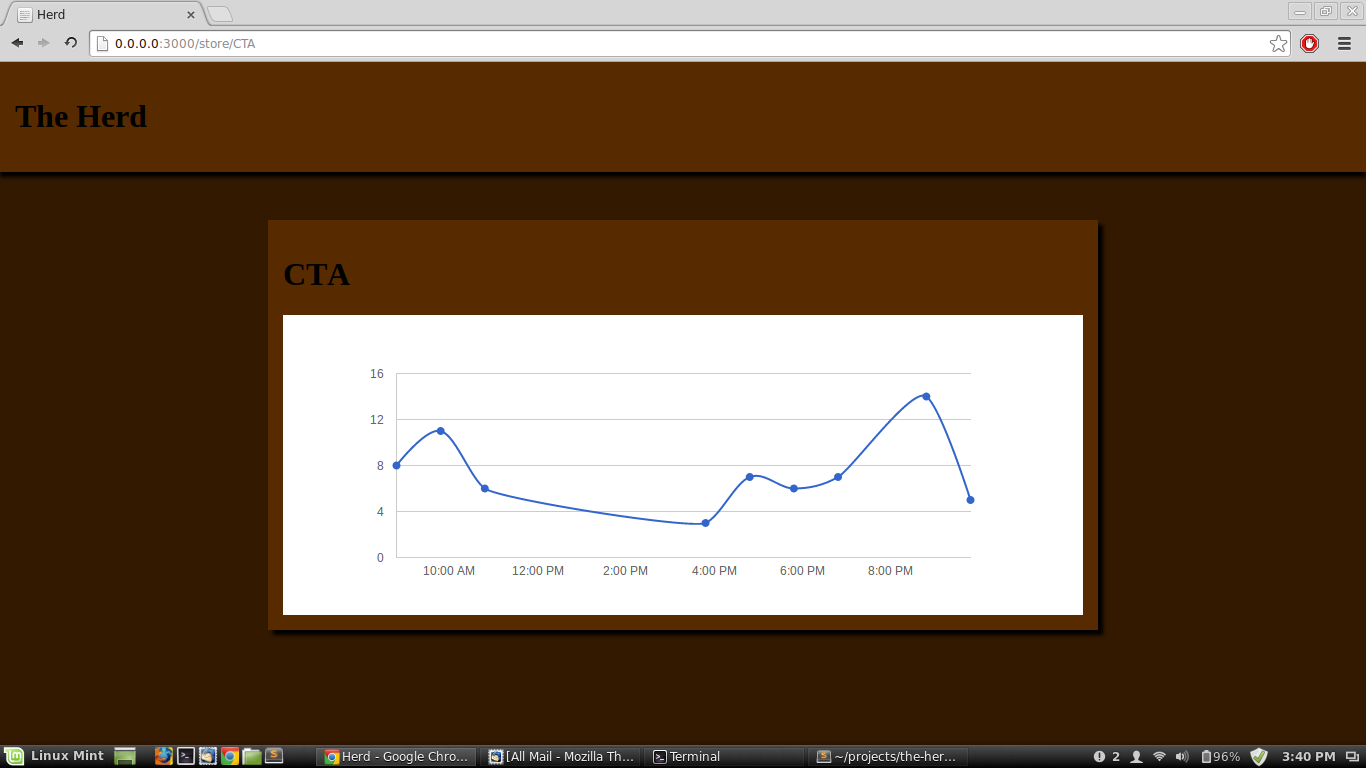 Herd
0.0.0.0:3000/store/CTA
The Herd
CTA
16
12
8
4
0
10:00 AM 12:00 PM 2:00 PM 4:00 PM 6:00 PM 8:00 PM
Linux Mint Herd - Google Chro... [All Mail - Mozilla Th... Terminal ~/projects/the-her... 2 96% 3:40 PM